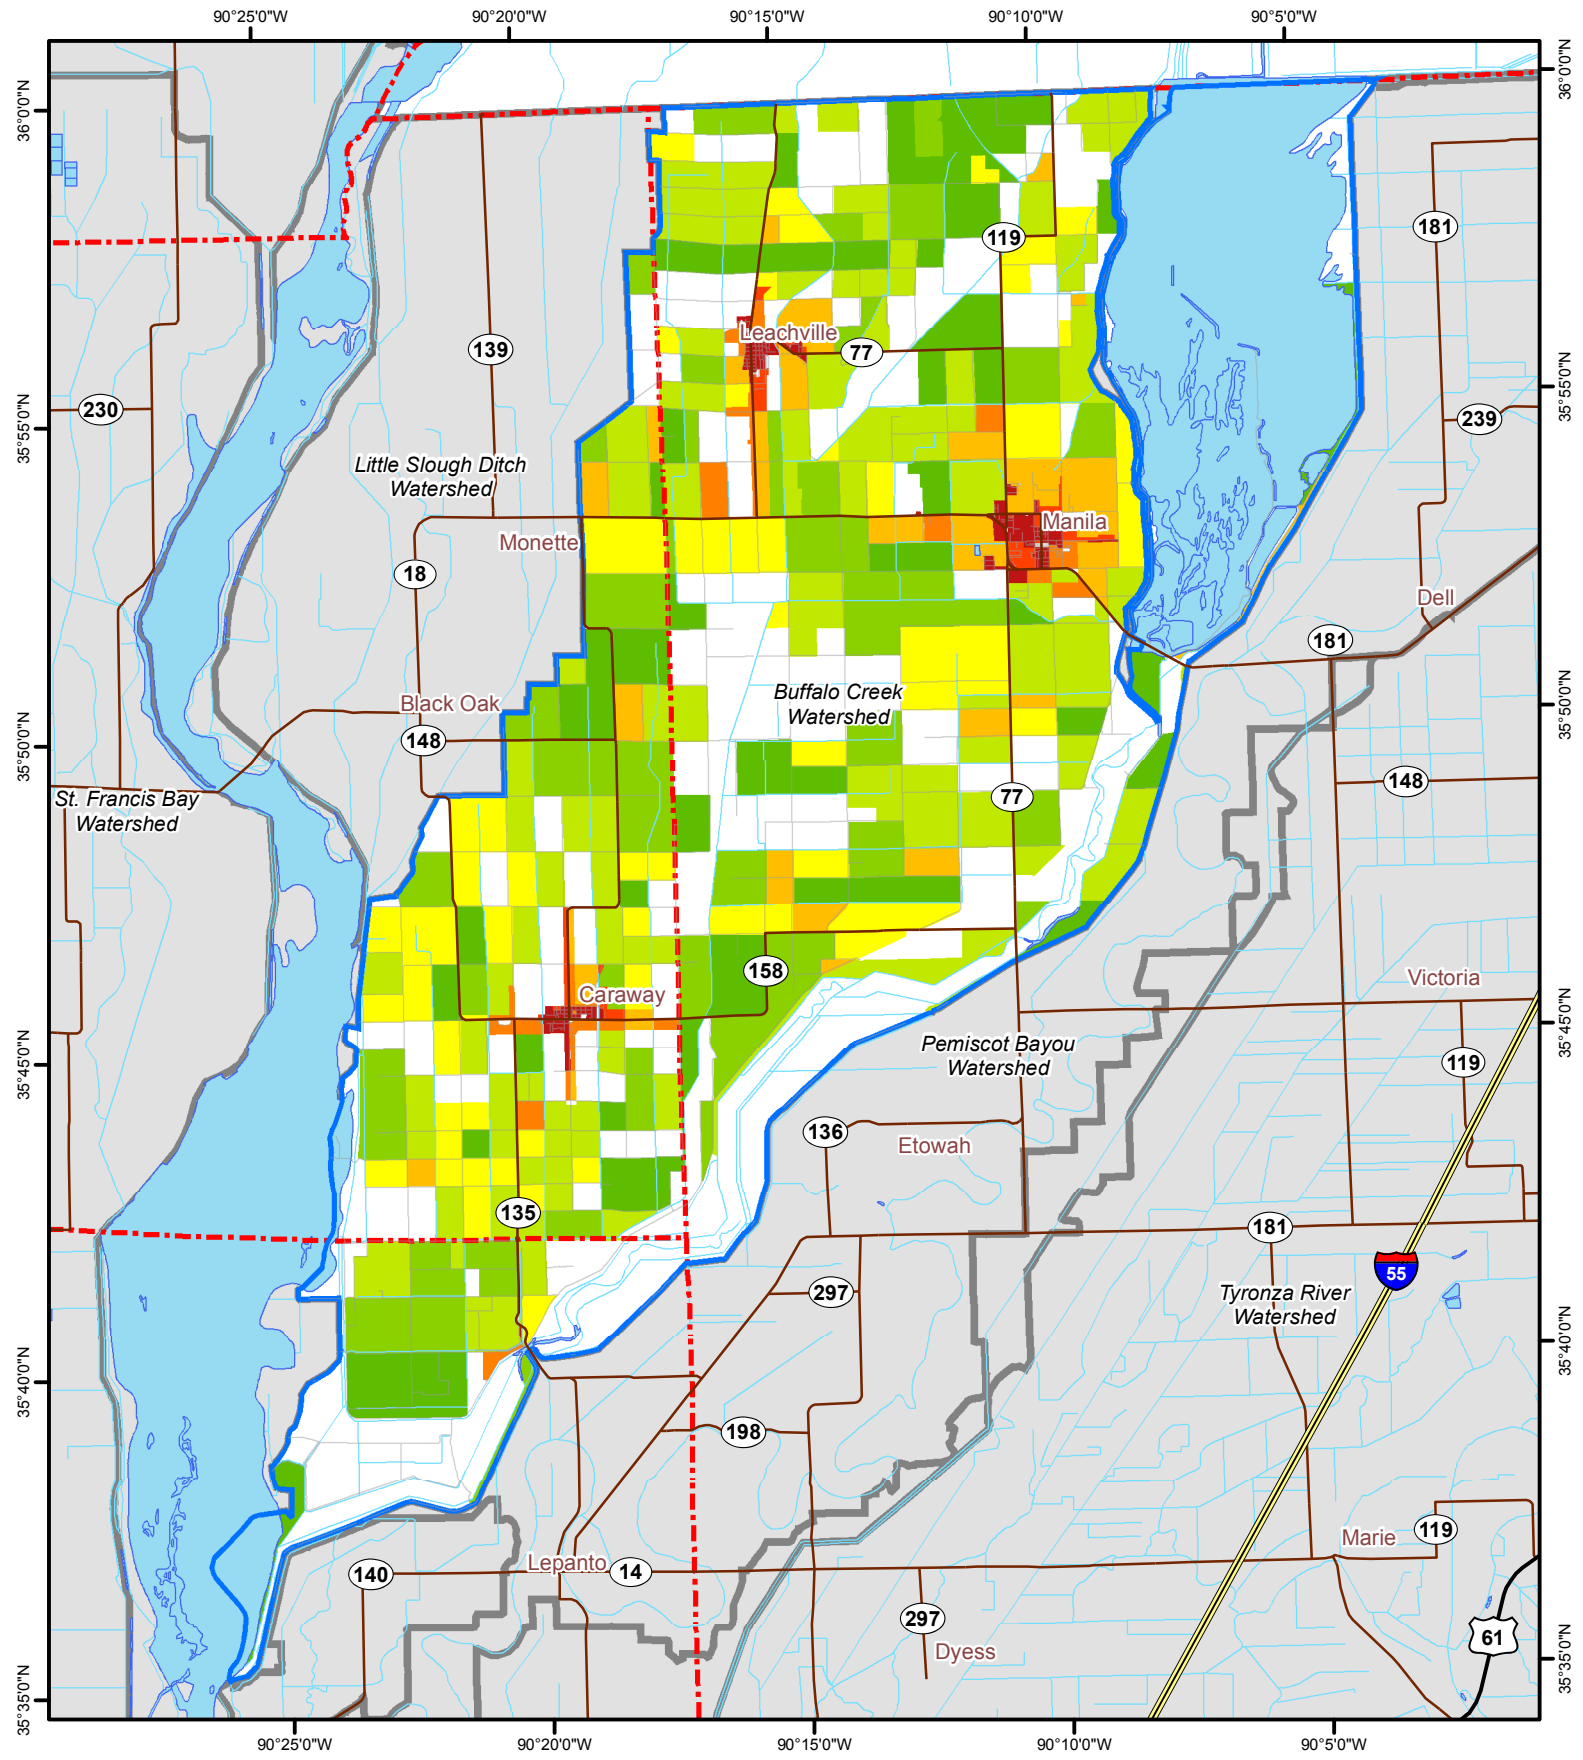 90°25'0"W
90°20'0"W
90°15'0"W
90°10'0"W
90°5'0"W
36°0'0"N
36°0'0"N
181
119
139
Leachville
77
35°55'0"N
230
35°55'0"N
239
Little Slough Ditch
Watershed
Manila
Monette
18
Dell
181
Black Oak
Buffalo Creek
Watershed
35°50'0"N
148
35°50'0"N
148
77
St. Francis Bay
Watershed
158
Victoria
Caraway
35°45'0"N
Pemiscot Bayou
Watershed
35°45'0"N
119
136
Etowah
135
181
55
297
Tyronza River
Watershed
35°40'0"N
35°40'0"N
198
Marie
119
Lepanto
14
140
297
61
Dyess
35°35'0"N
35°35'0"N
90°25'0"W
90°20'0"W
90°15'0"W
90°10'0"W
90°5'0"W